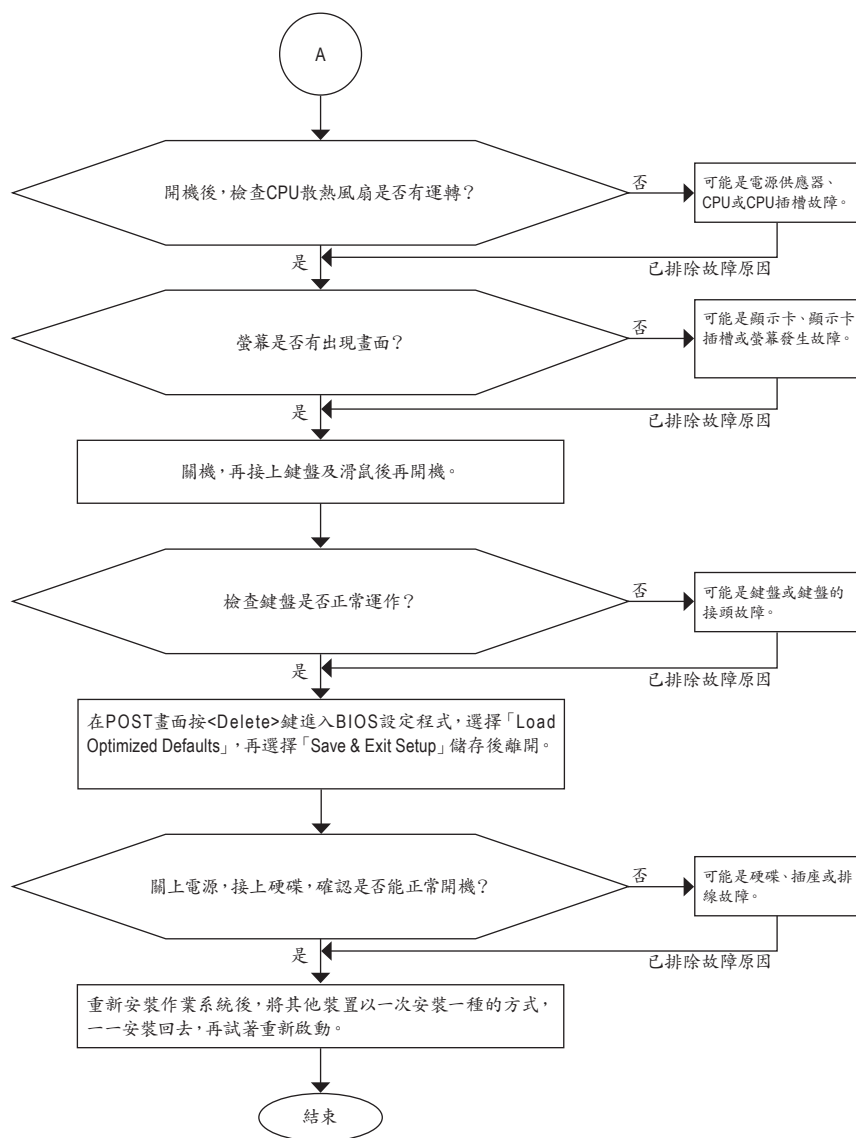 A
開機後，檢查CPU散熱風扇是否有運轉？
否
可能是電源供應器、
CPU或CPU插槽故障。
是
已排除故障原因
螢幕是否有出現畫面？
否
可能是顯示卡、顯示卡
插槽或螢幕發生故障。
是
已排除故障原因
關機，再接上鍵盤及滑鼠後再開機。
檢查鍵盤是否正常運作？
否
可能是鍵盤或鍵盤的
接頭故障。
是
已排除故障原因
在POST畫面按<Delete>鍵進入BIOS設定程式，選擇「Load
Optimized Defaults」，再選擇「Save & Exit Setup」儲存後離開。
關上電源，接上硬碟，確認是否能正常開機？
否
可能是硬碟、插座或排
線故障。
是
已排除故障原因
重新安裝作業系統後，將其他裝置以一次安裝一種的方式，
一一安裝回去，再試著重新啟動。
結束